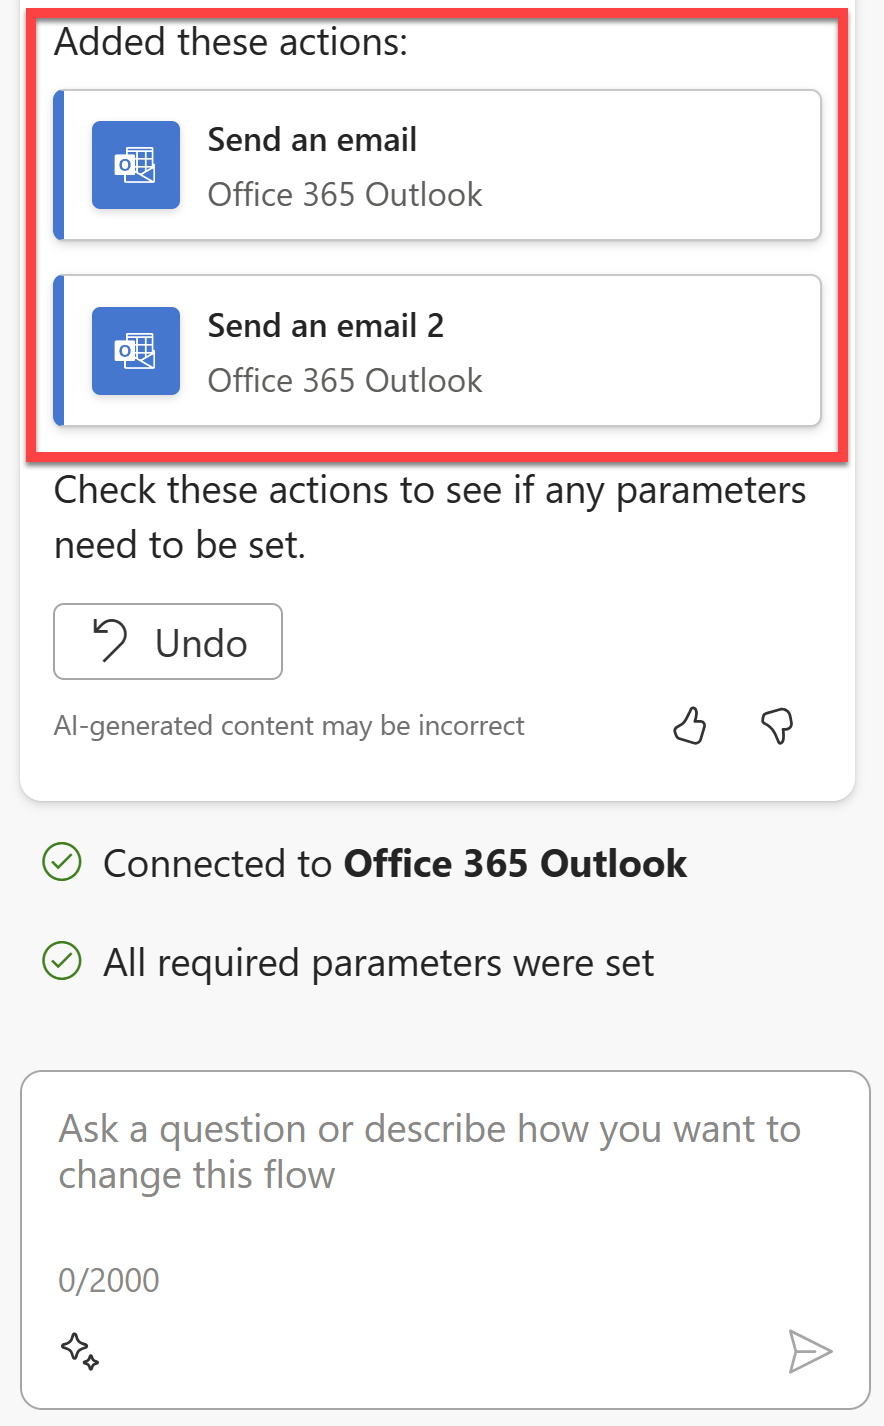 Added these actions:
Send an email
Office 365 Outlook
Send an email 2
Office 365 Outlook
Check these actions to see if any parameters
need to be set.
Undo
AI-generated content may be incorrect
Connected to Office 365 Outlook
All required parameters were set
Ask a question or describe how you want to
change this flow
0/2000